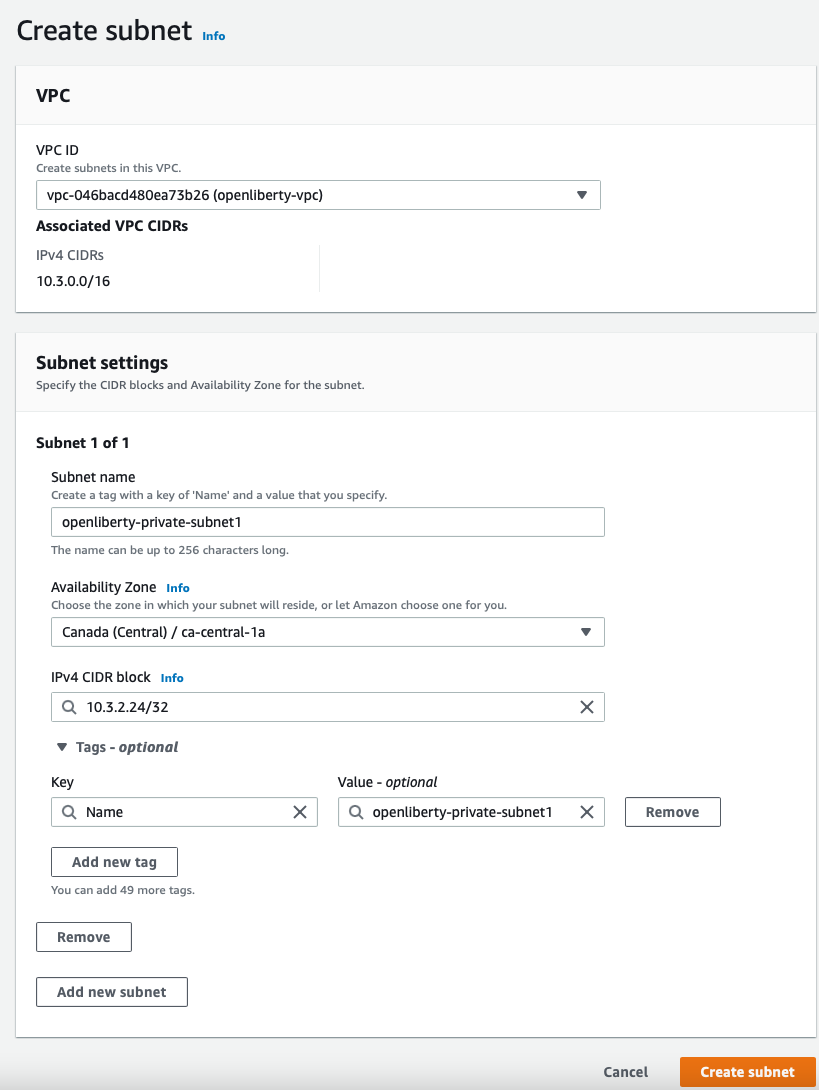 Create subnet Info
VPC
VPC ID
Create subnets in this VPC.
vpc-046bacd480ea73b26 (openliberty-vpc)
Associated VPC CIDRs
IPv4 CIDRs
10.3.0.0/16
Subnet settings
Specify the CIDR blocks and Availability Zone for the subnet.
Subnet 1 of 1
Subnet name
Create a tag with a key of 'Name' and a value that you specify.
openliberty-private-subnet1
The name can be up to 256 characters long.
Availability Zone Info
Choose the zone in which your subnet will reside, or let Amazon choose one for you.
Canada (Central) / ca-central-1a
IPv4 CIDR block Info
10.3.2.24/32
Tags - optional
Key Value - optional
Name openliberty-private-subnet1 Remove
Add new tag
You can add 49 more tags.
Remove
Add new subnet
Cancel Create subnet